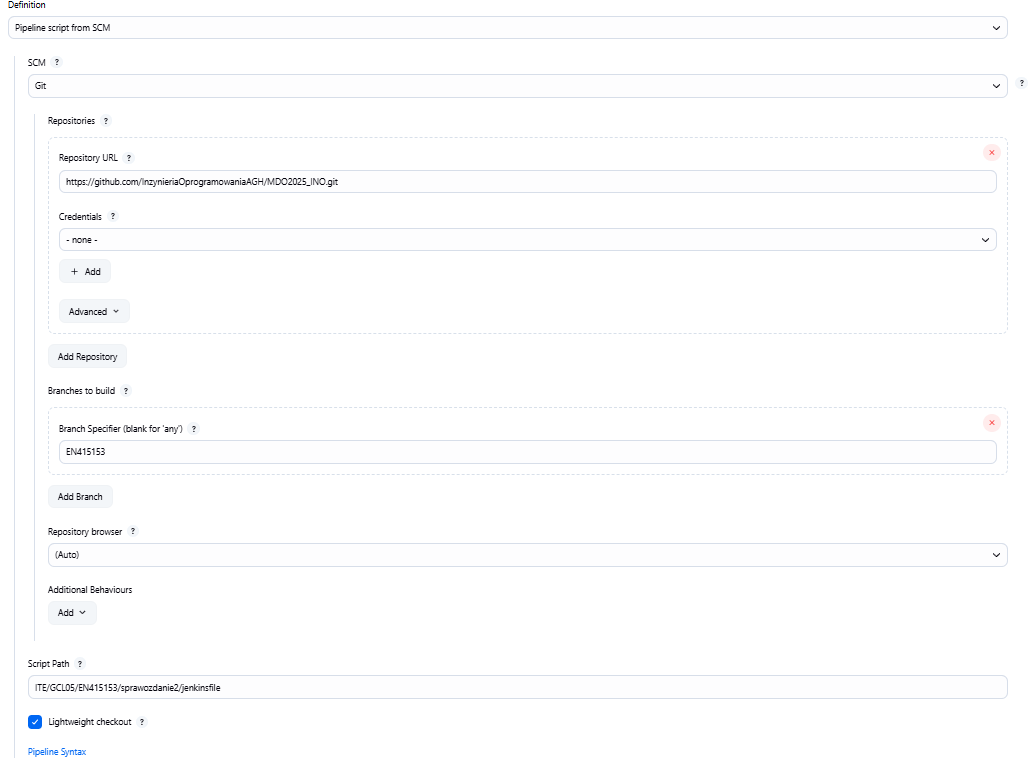 Definition
Pipeline script from SCM
SCM ?
Git
?
Repositories ?
Repository URL ?
https://github.com/InzynieriaOprogramowaniaAGH/MDO2025_INO.git
Credentials ?
- none -
+ Add
Advanced
Add Repository
Branches to build ?
Branch Specifier (blank for 'any') ?
EN415153
Add Branch
Repository browser ?
(Auto)
Additional Behaviours
Add
Script Path ?
ITE/GCL05/EN415153/sprawozdanie2/jenkinsfile
Lightweight checkout ?
Pipeline Syntax